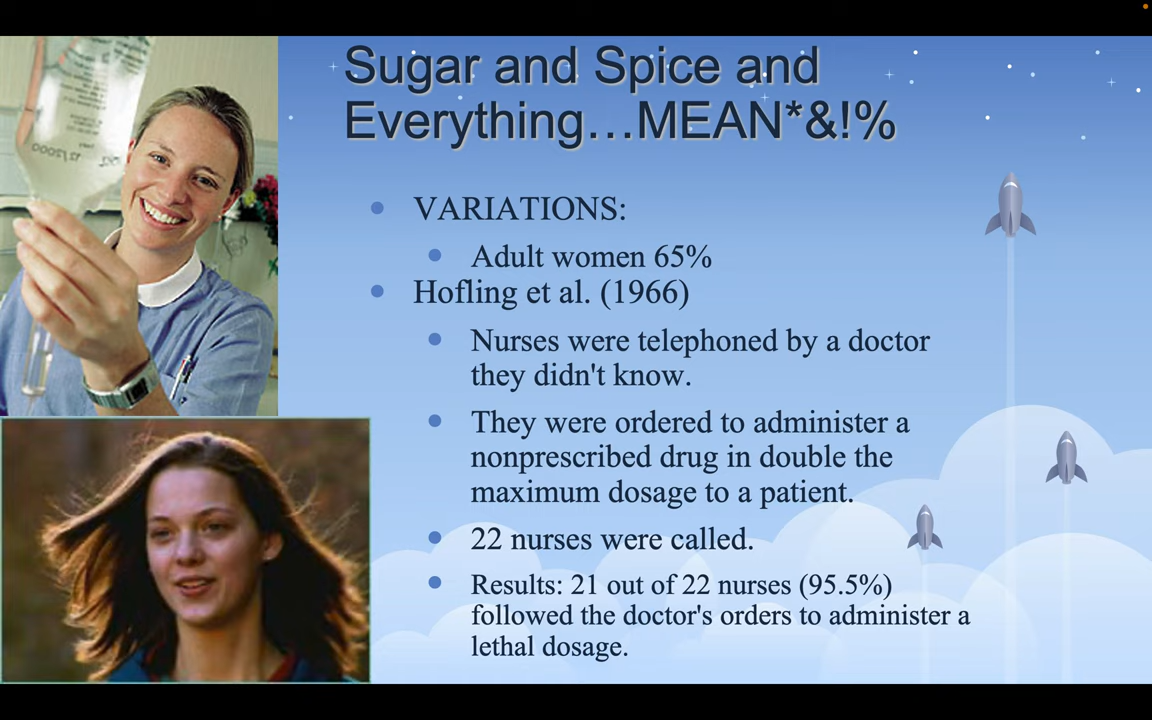 Sugar and Spice and
Everything…MEAN*&!%
VARIATIONS:
Adult women 65%
Hofling et al. (1966)
Nurses were telephoned by a doctor
they didn't know.
They were ordered to administer a
nonprescribed drug in double the
maximum dosage to a patient.
22 nurses were called.
Results: 21 out of 22 nurses (95.5%)
followed the doctor's orders to administer a
lethal dosage.